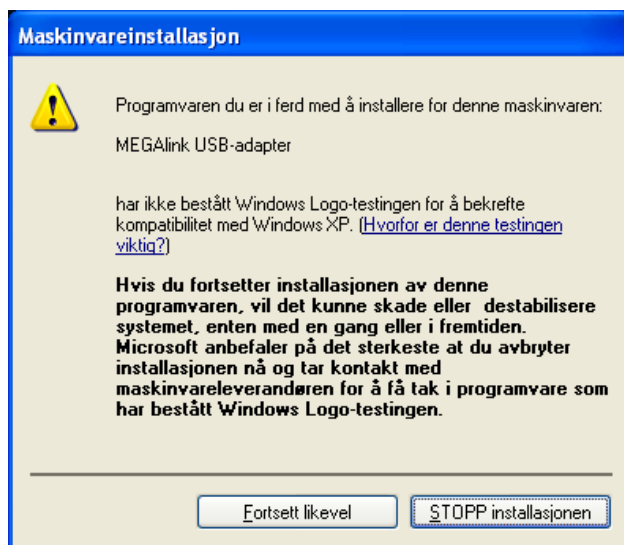 Maskinvareinstallasjon
Programvaren du er i ferd med å installere for denne maskinvaren:
MEGAlink USB-adapter
har ikke bestått Windows Logo-testingen for å bekrefte
kompatibilitet med Windows XP. (Hvorfor er denne testingen
viktig?)
Hvis du fortsetter installasjonen av denne
programvaren, vil det kunne skade eller destabilisere
systemet, enten med en gang eller i fremtiden.
Microsoft anbefaler på det sterkeste at du avbryter
installasjonen nå og tar kontakt med
maskinvareleverandøren for å få tak i programvare som
har bestått Windows Logo-testingen.
Fortsett likevel
STOPP installasjonen